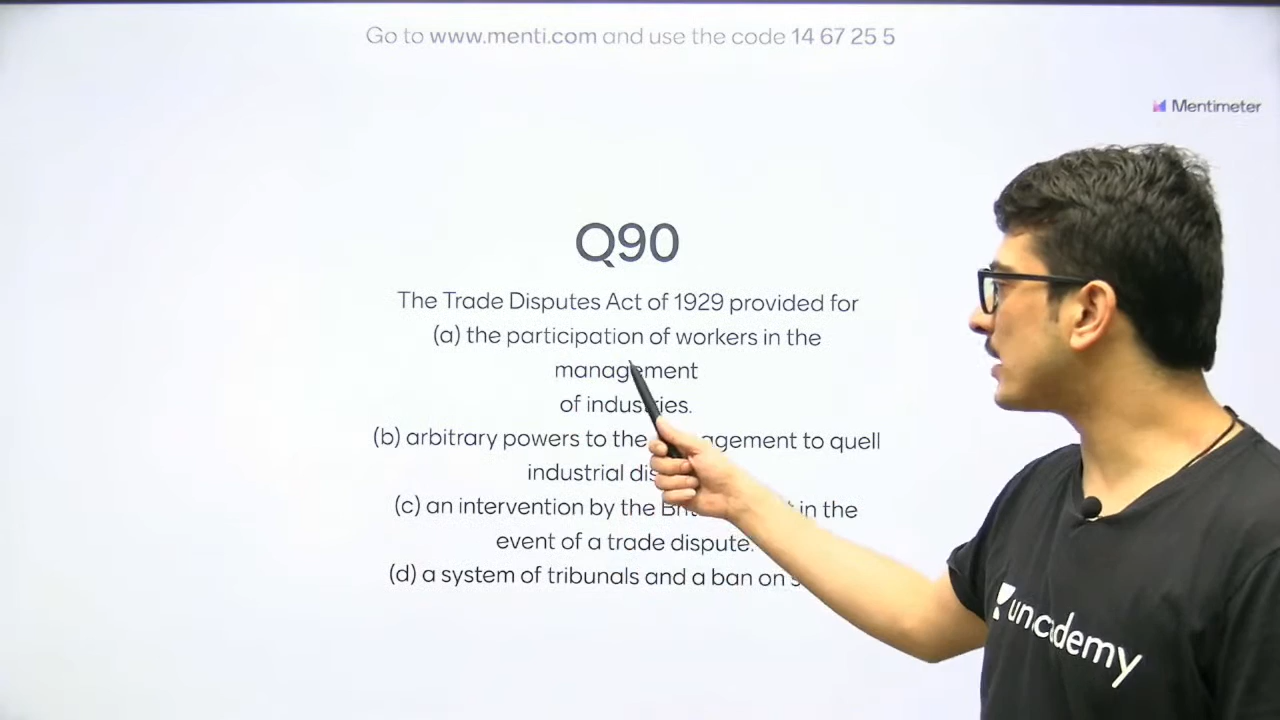 Go to www.menti.com and use the code 14 67 25 5
Mentimeter
Q90
The Trade Disputes Act of 1929 provided for
(a) the participation of workers in the
management
of industries.
(b) arbitrary powers to the management to quell
industrial
(c) an intervention by the in the
event of a trade dispute.
(d) a system of tribunals and a ban on
unacademy